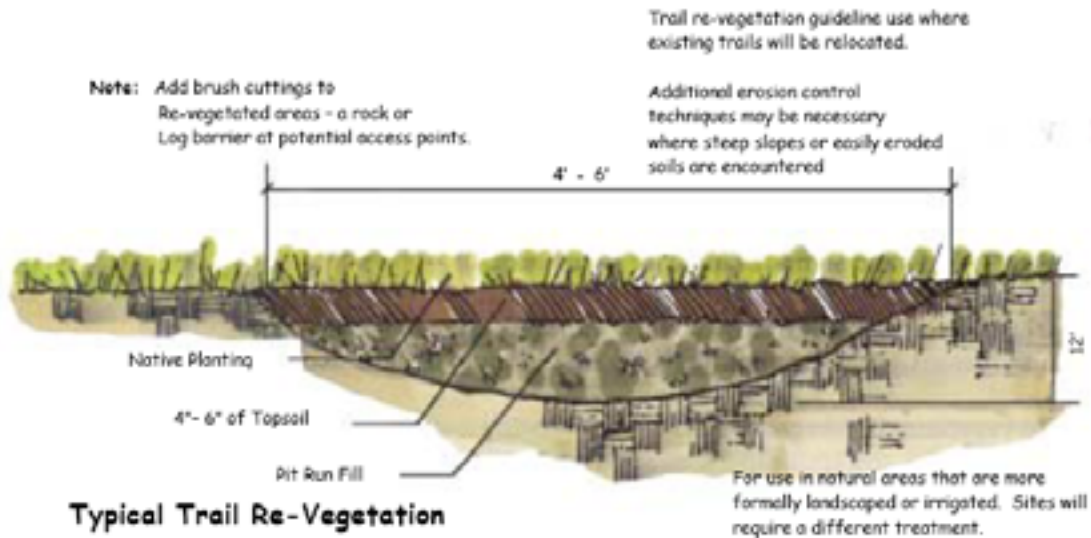 Trail re-vegetation guideline use where
existing trails will be relocated.
Note: Add brush cuttings to
Re-vegetated areas - a rock or
Log barrier at potential access points.
Additional erosion control
techniques may be necessary
where steep slopes or easily eroded
soils are encountered
4' - 6'
12'
Native Planting
4"- 6" of Topsoil
Pit Run Fill
Typical Trail Re-Vegetation
For use in natural areas that are more
formally landscaped or irrigated. Sites will
require a different treatment.